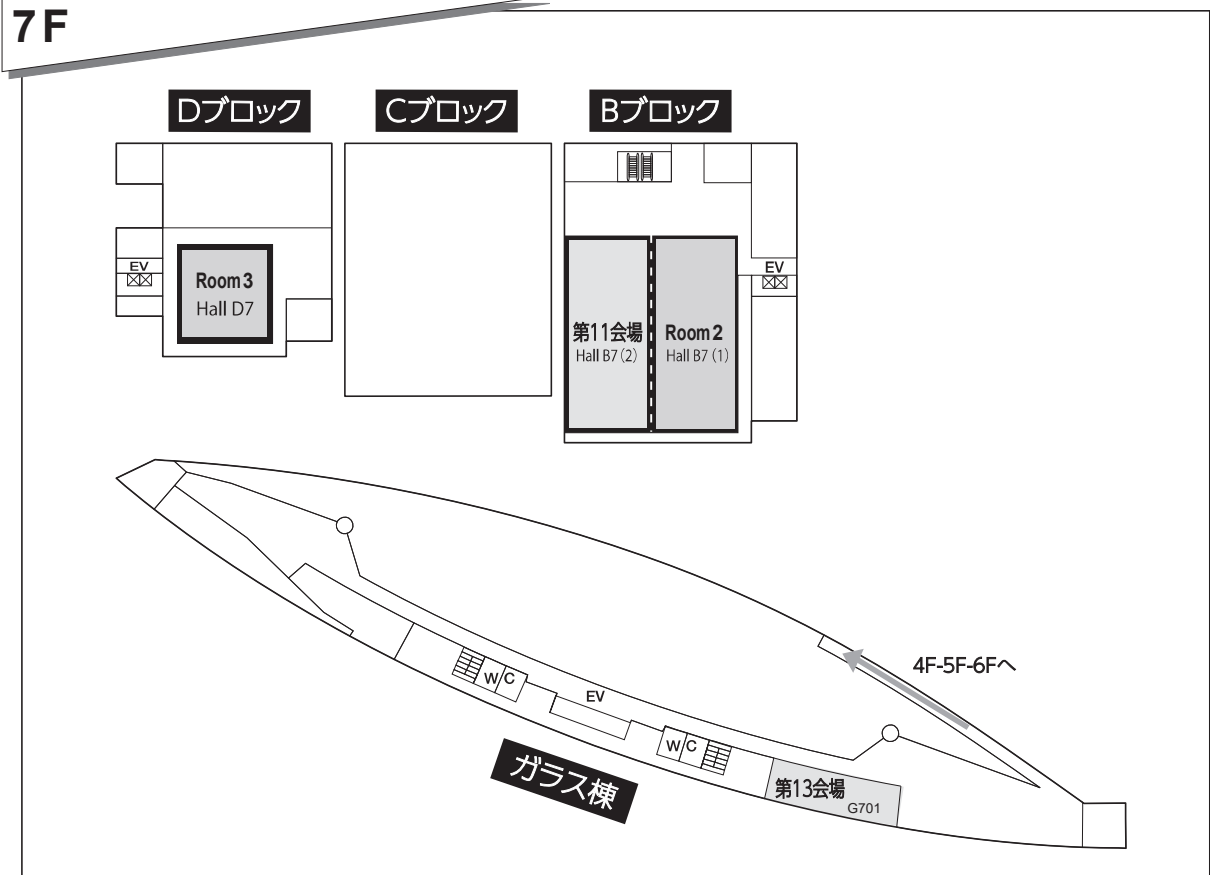 7F
Dブロック
Cブロック
Bブロック
EV
Room 3
Hall D7
EV
第11会場
Hall B7 (2)
Room 2
Hall B7 (1)
4F-5F-6Fへ
W/C
EV
W/C
ガラス棟
第13会場
G701